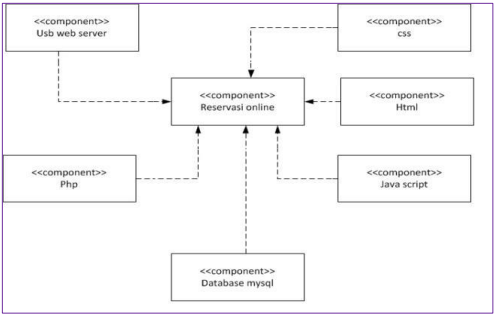 <<component>>
Usb web server
<<component>>
css
<<component>>
Reservasi online
<<component>>
Html
<<component>>
Php
<<component>>
Java script
<<component>>
Database mysql